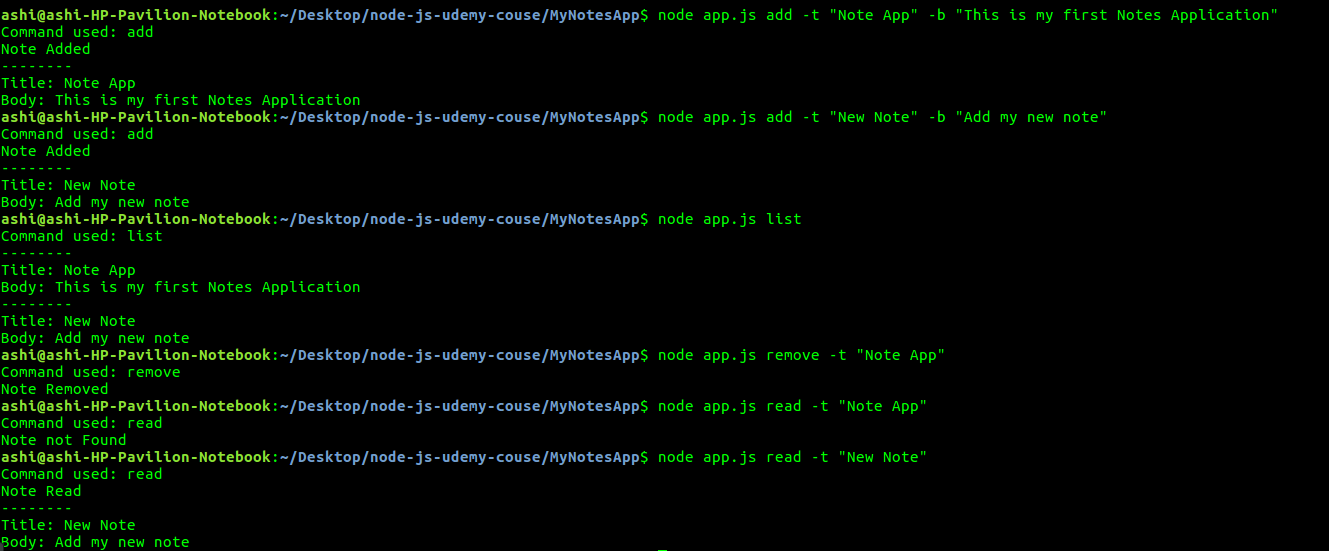 ashi@ashi-HP-Pavilion-Notebook:~/Desktop/node-js-udemy-couse/MyNotesApp$ node app.js add -t "Note App" -b "This is my first Notes Application"
Command used: add
Note Added
--------
Title: Note App
Body: This is my first Notes Application
ashi@ashi-HP-Pavilion-Notebook:~/Desktop/node-js-udemy-couse/MyNotesApp$ node app.js add -t "New Note" -b "Add my new note"
Command used: add
Note Added
--------
Title: New Note
Body: Add my new note
ashi@ashi-HP-Pavilion-Notebook:~/Desktop/node-js-udemy-couse/MyNotesApp$ node app.js list
Command used: list
--------
Title: Note App
Body: This is my first Notes Application
--------
Title: New Note
Body: Add my new note
ashi@ashi-HP-Pavilion-Notebook:~/Desktop/node-js-udemy-couse/MyNotesApp$ node app.js remove -t "Note App"
Command used: remove
Note Removed
ashi@ashi-HP-Pavilion-Notebook:~/Desktop/node-js-udemy-couse/MyNotesApp$ node app.js read -t "Note App"
Command used: read
Note not Found
ashi@ashi-HP-Pavilion-Notebook:~/Desktop/node-js-udemy-couse/MyNotesApp$ node app.js read -t "New Note"
Command used: read
Note Read
--------
Title: New Note
Body: Add my new note